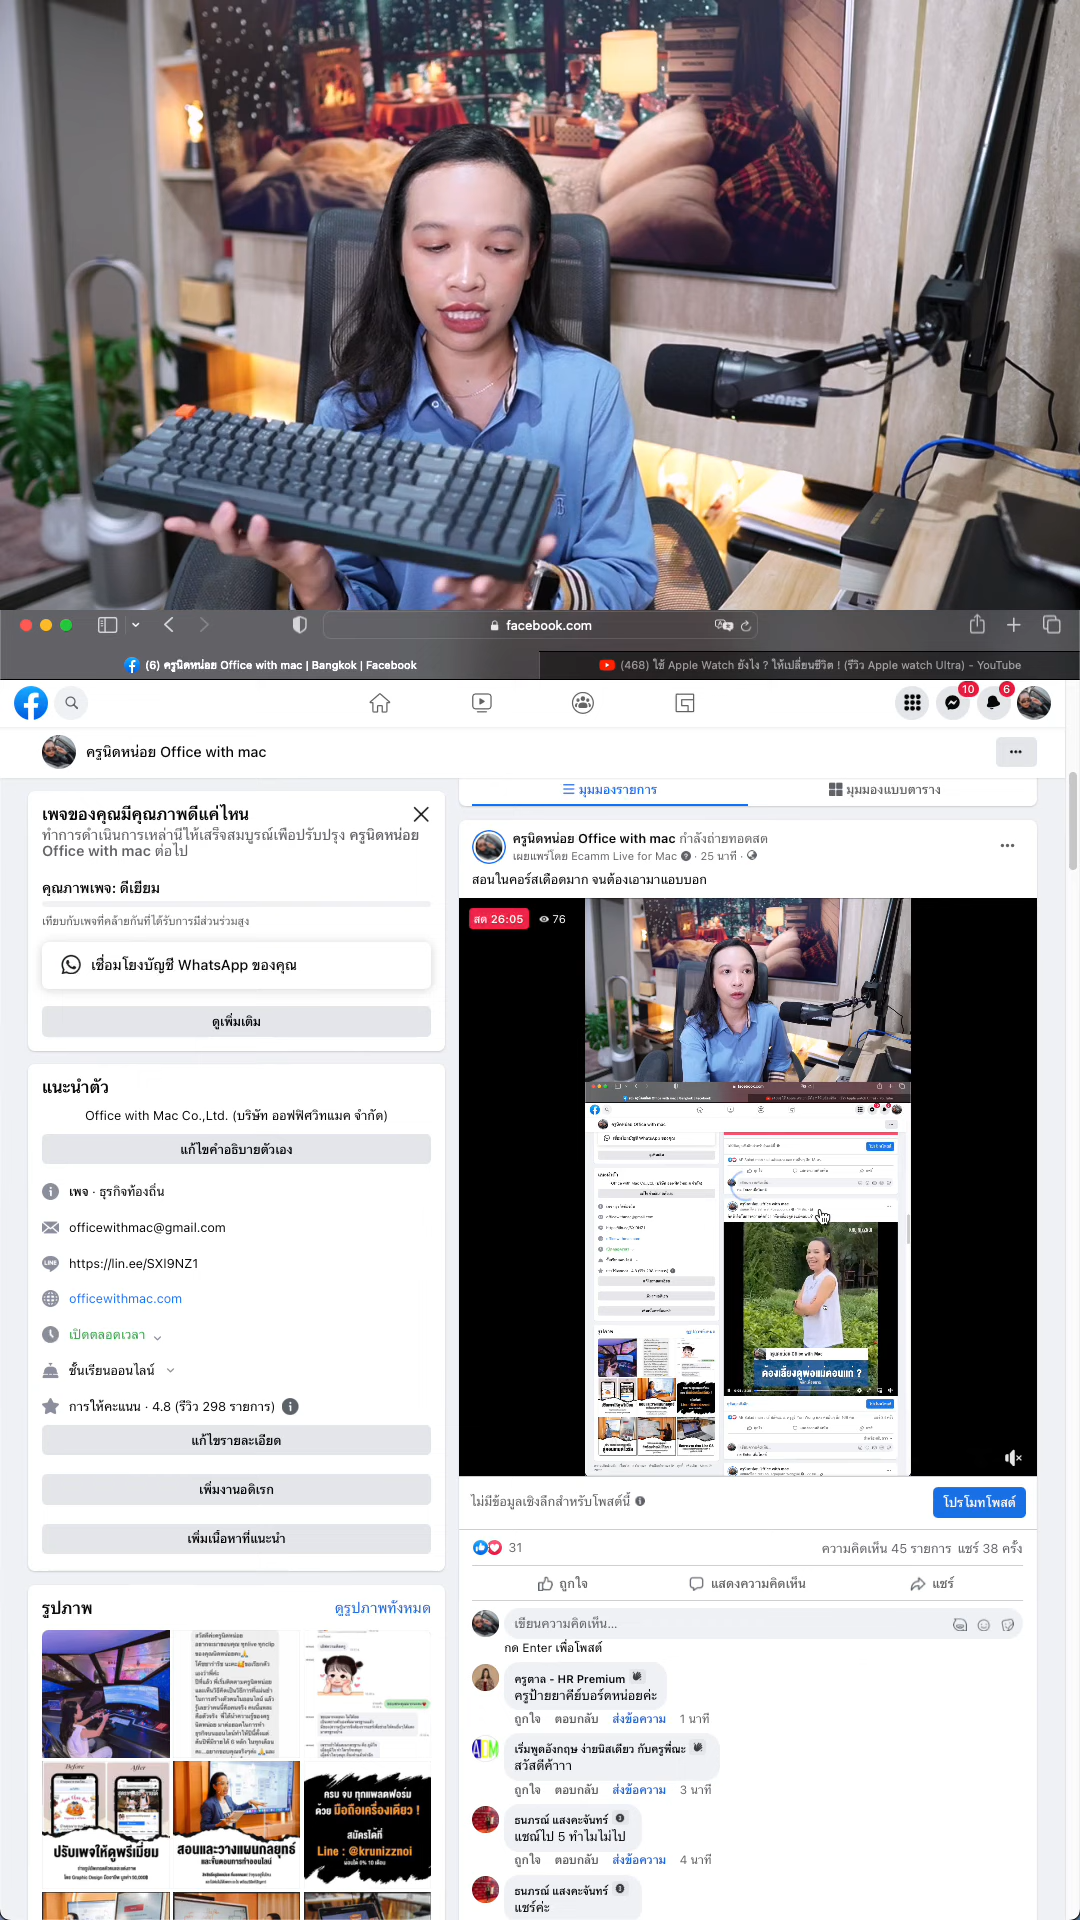 SHURE
facebook.com
(6) ครูนิดหน่อย Office with mac | Bangkok | Facebook
(468) ใช้ Apple Watch ยังไง ? ให้เปลี่ยนชีวิต ! (รีวิว Apple watch Ultra) - YouTube
10
6
ครูนิดหน่อย Office with mac
เพจของคุณมีคุณภาพดีแค่ไหน
ทำการดำเนินการเหล่านี้ให้เสร็จสมบูรณ์เพื่อปรับปรุง ครูนิดหน่อย
Office with mac ต่อไป
คุณภาพเพจ: ดีเยี่ยม
เทียบกับเพจที่คล้ายกันที่ได้รับการมีส่วนร่วมสูง
เชื่อมโยงบัญชี WhatsApp ของคุณ
ดูเพิ่มเติม
แนะนำตัว
Office with Mac Co.,Ltd. (บริษัท ออฟฟิศวิทแมค จำกัด)
แก้ไขคำอธิบายตัวเอง
เพจ · ธุรกิจท้องถิ่น
officewithmac@gmail.com
https://lin.ee/SXl9NZ1
officewithmac.com
เปิดตลอดเวลา
ชั้นเรียนออนไลน์
การให้คะแนน · 4.8 (รีวิว 298 รายการ)
แก้ไขรายละเอียด
เพิ่มงานอดิเรก
เพิ่มเนื้อหาที่แนะนำ
รูปภาพ
ดูรูปภาพทั้งหมด
Before
After
ปรับเพจให้ดูพรีเมี่ยม
สอนและวางแผนกลยุทธ์
และขั้นตอนการทำออนไลน์
ครบ จบ ทุกแพลตฟอร์ม
ด้วย มือถือเครื่องเดียว !
สมัครได้ที่
Line : @krunizznoi
มุมมองรายการ
มุมมองแบบตาราง
ครูนิดหน่อย Office with mac กำลังถ่ายทอดสด
เผยแพร่โดย Ecamm Live for Mac · 25 นาที ·
สอนในคอร์สเดือดมาก จนต้องเอามาแอบบอก
สด 26:05
76
ต้องเลี้ยงดูพ่อแม่ตอนแก่ ?
ไม่มีข้อมูลเชิงลึกสำหรับโพสต์นี้
โปรโมทโพสต์
31
ความคิดเห็น 45 รายการ แชร์ 38 ครั้ง
ถูกใจ
แสดงความคิดเห็น
แชร์
เขียนความคิดเห็น...
กด Enter เพื่อโพสต์
ครูตาล - HR Premium
ครูป้ายยาคีย์บอร์ดหน่อยค่ะ
ถูกใจ ตอบกลับ ส่งข้อความ 1 นาที
เริ่มพูดอังกฤษ ง่ายนิสเดียว กับครูพี่ณะ
สวัสดีค้าาา
ถูกใจ ตอบกลับ ส่งข้อความ 3 นาที
ธนภรณ์ แสงคะจันทร์
แชณ์ไป 5 ทำไมไม่ไป
ถูกใจ ตอบกลับ ส่งข้อความ 4 นาที
ธนภรณ์ แสงคะจันทร์
แชร์ค่ะ